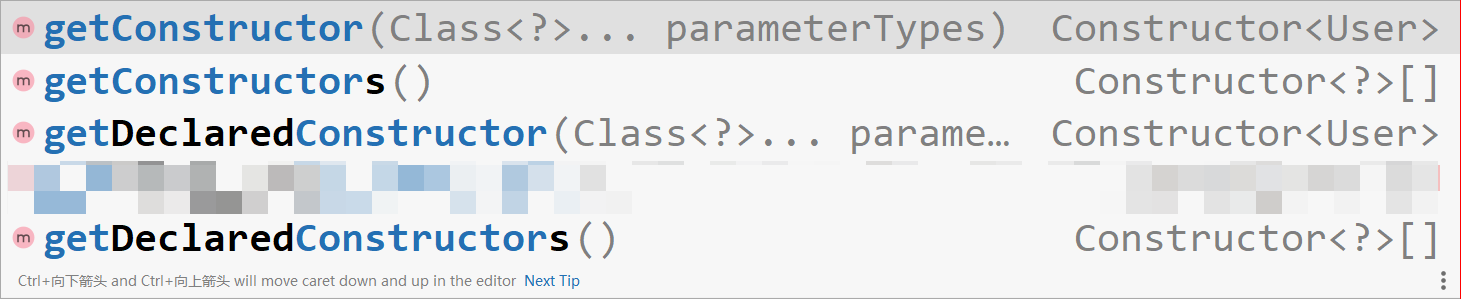 m getConstructor(Class<?>... parameterTypes) Constructor<User>
m getConstructors() Constructor<?>[]
m getDeclaredConstructor(Class<?>... parame… Constructor<User>
m getDeclaredConstructors() Constructor<?>[]
Ctrl+向下箭头 and Ctrl+向上箭头 will move caret down and up in the editor Next Tip